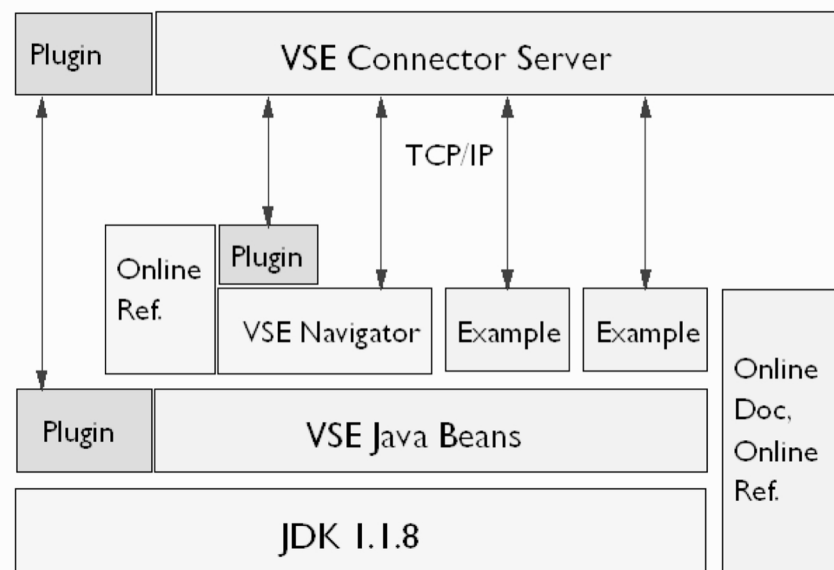 Plugin
VSE Connector Server
TCP/IP
Online
Ref.
Plugin
VSE Navigator
Example
Example
Online
Doc,
Online
Ref.
Plugin
VSE Java Beans
JDK 1.1.8